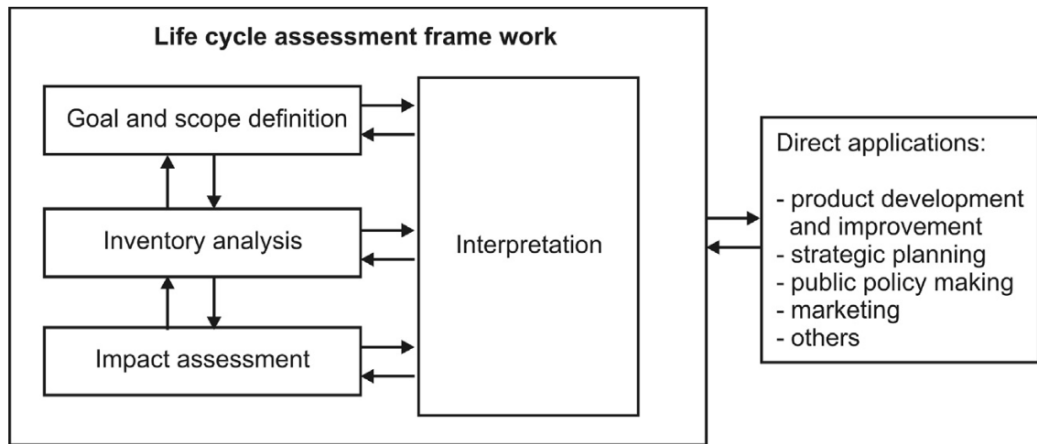 Life cycle assessment frame work
Goal and scope definition
Inventory analysis
Impact assessment
Interpretation
Direct applications:
- product development
and improvement
- strategic planning
- public policy making
- marketing
- others